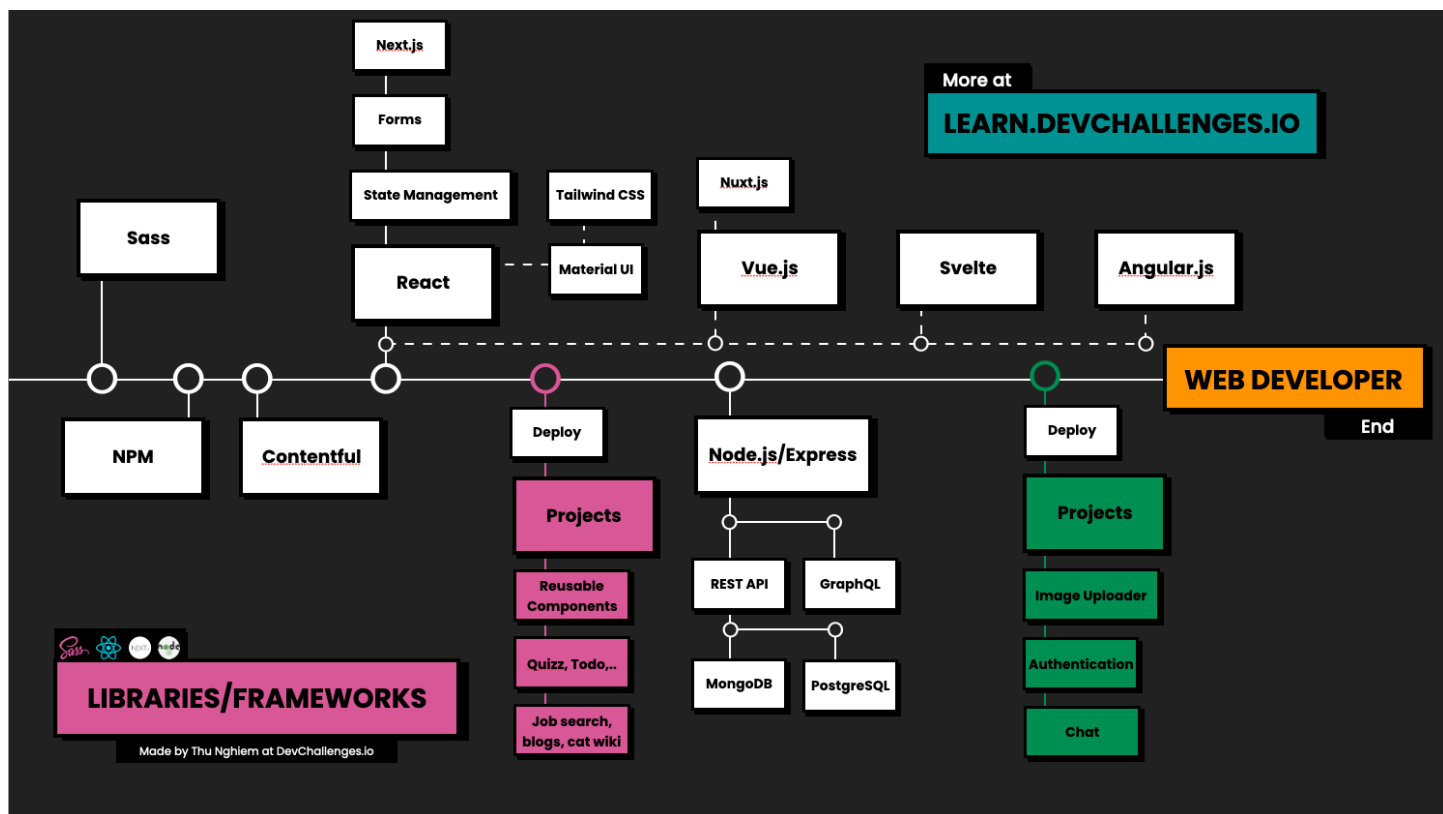 Next.js
Forms
State Management
Tailwind CSS
React
Material UI
Sass
Nuxt.js
Vue.js
Svelte
Angular.js
More at
LEARN.DEVCHALLENGES.IO
WEB DEVELOPER
End
NPM
Contentful
Deploy
Projects
Reusable
Components
Quizz, Todo,..
Job search,
blogs, cat wiki
Node.js/Express
REST API
GraphQL
MongoDB
PostgreSQL
Deploy
Projects
Image Uploader
Authentication
Chat
Sass
NEXT.
node
LIBRARIES/FRAMEWORKS
Made by Thu Nghiem at DevChallenges.io